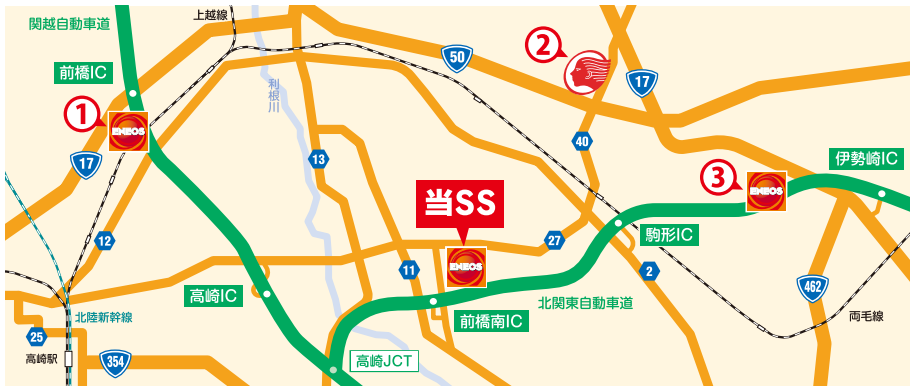 関越自動車道
上越線
前橋IC
50
2
17
利根川
1
ENEOS
17
13
40
伊勢崎IC
3
ENEOS
当SS
駒形IC
12
27
11
ENEOS
2
高崎IC
462
北関東自動車道
前橋南IC
北陸新幹線
両毛線
25
高崎駅
354
高崎JCT